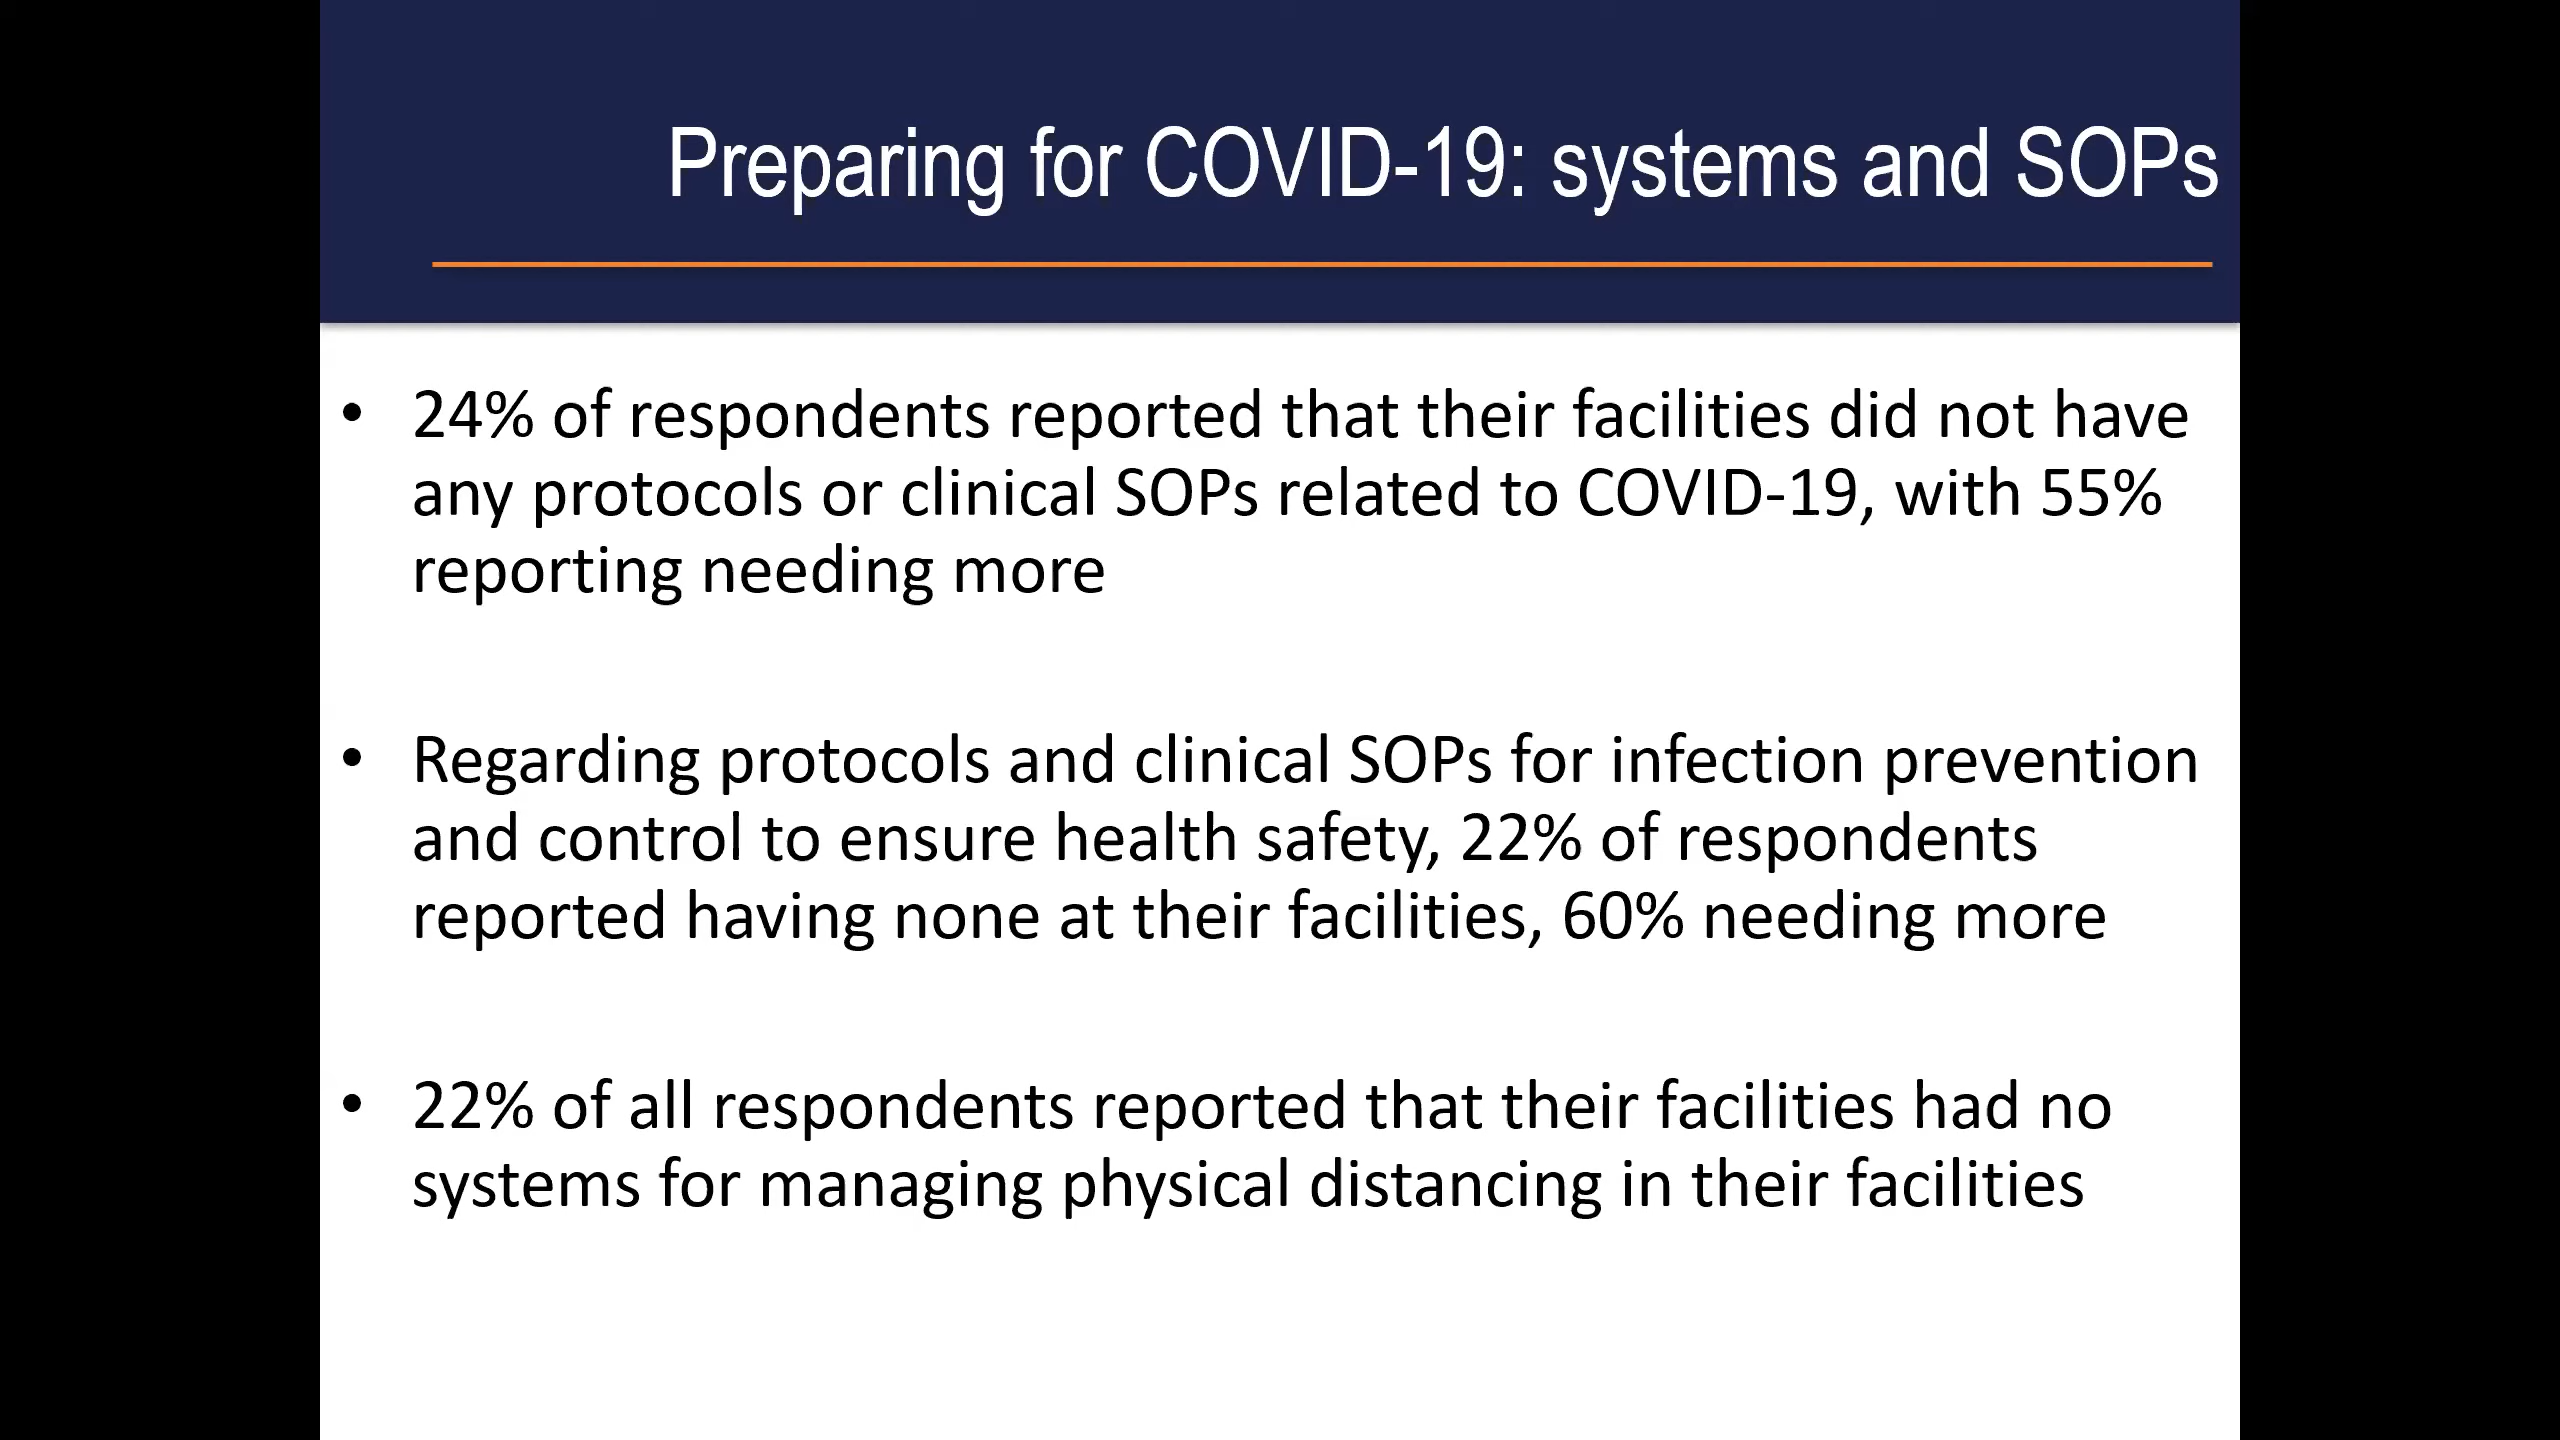 Preparing for COVID-19: systems and SOPs
• 24% of respondents reported that their facilities did not have
any protocols or clinical SOPs related to COVID-19, with 55%
reporting needing more
• Regarding protocols and clinical SOPs for infection prevention
and control to ensure health safety, 22% of respondents
reported having none at their facilities, 60% needing more
• 22% of all respondents reported that their facilities had no
systems for managing physical distancing in their facilities